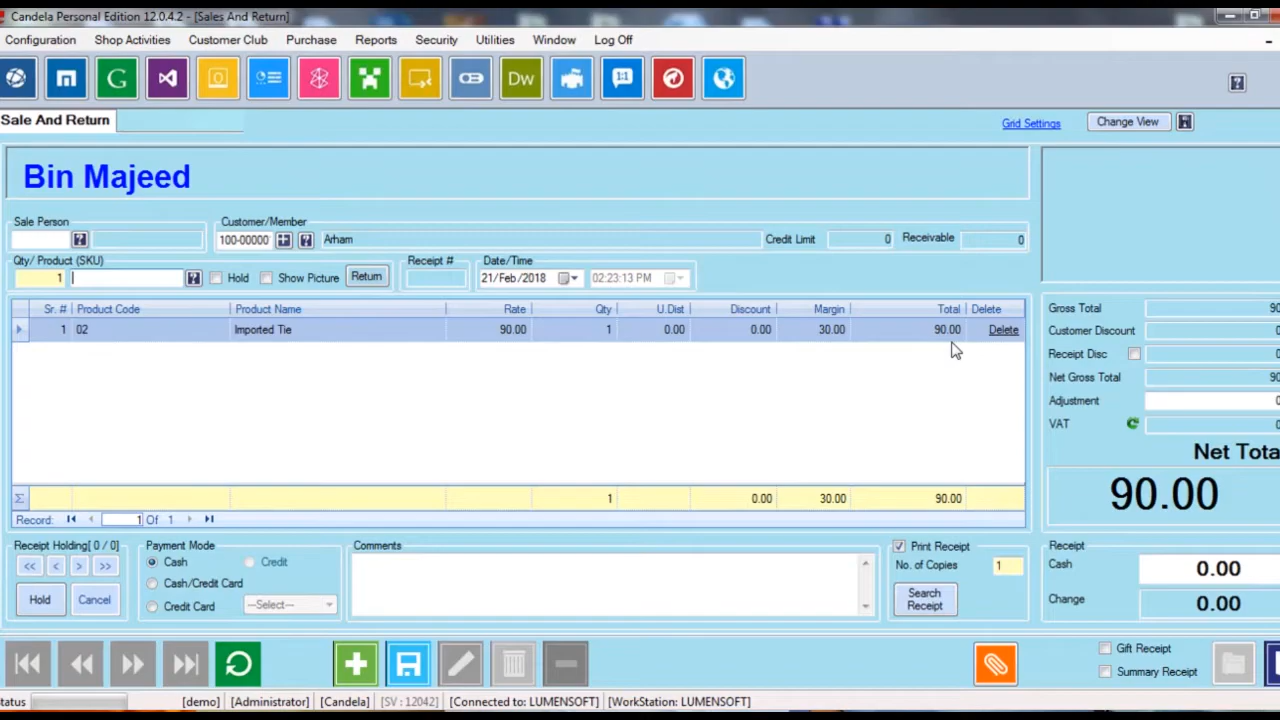 Candela Personal Edition 12.0.4.2 - [Sales And Return]
Configuration Shop Activities Customer Club Purchase Reports Security Utilities Window Log Off
Dw 1:1
Sale And Return Grid Settings Change View
Bin Majeed
Sale Person Customer/Member
100-00000 Arham Credit Limit 0 Receivable 0
Qty/ Product (SKU) Receipt # Date/Time
1 Hold Show Picture Return 21/Feb/2018 02:23:13 PM
Sr. # Product Code Product Name Rate Qty U.Dist Discount Margin Total Delete
1 02 Imported Tie 90.00 1 0.00 0.00 30.00 90.00 Delete
Σ 1 0.00 30.00 90.00
Record: 1 Of 1
Gross Total 90
Customer Discount 0
Receipt Disc 0
Net Gross Total 90
Adjustment 0
VAT 0
Net Tota
90.00
Receipt Holding[ 0 / 0]
<< < > >>
Hold Cancel
Payment Mode
Cash Credit
Cash/Credit Card
Credit Card --Select--
Comments
Print Receipt
No. of Copies 1
Search
Receipt
Receipt
Cash 0.00
Change 0.00
Gift Receipt
Summary Receipt
Status [demo] [Administrator] [Candela] [SV : 12042] [Connected to: LUMENSOFT] [WorkStation: LUMENSOFT]